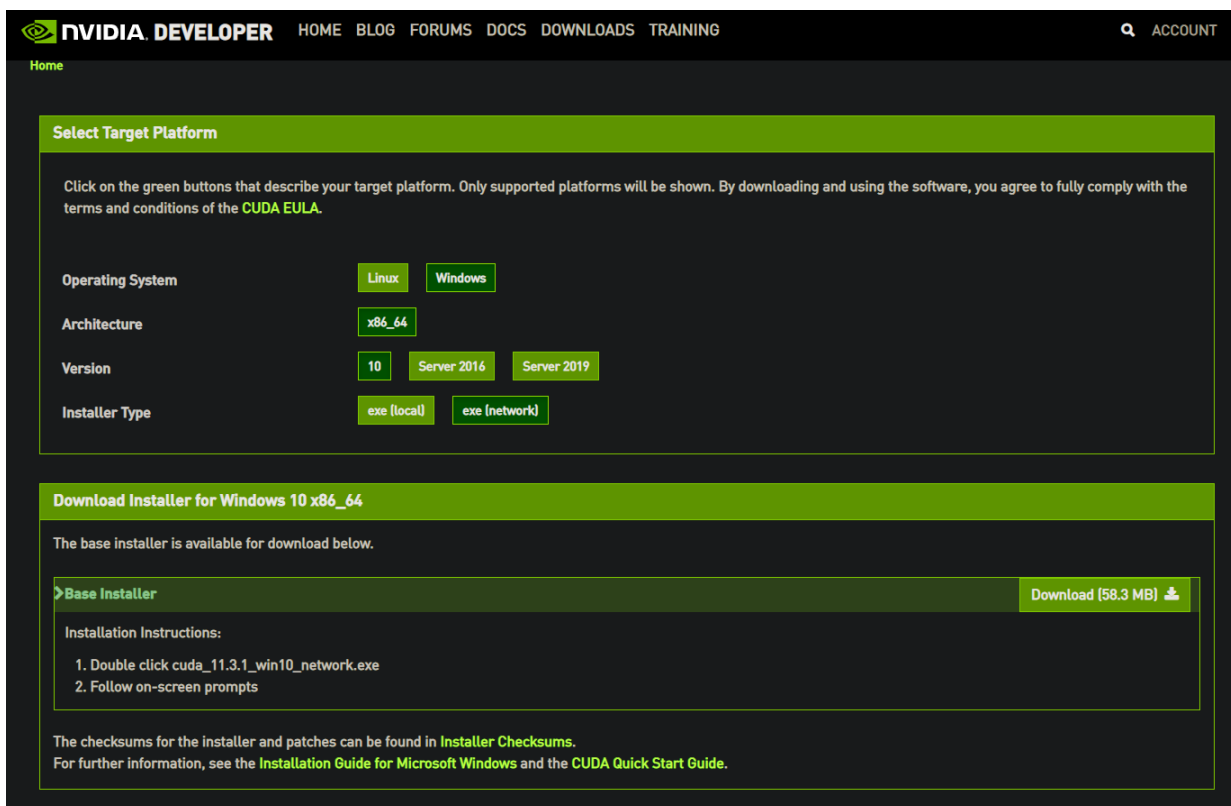 NVIDIA. DEVELOPER HOME BLOG FORUMS DOCS DOWNLOADS TRAINING ACCOUNT
Home
Select Target Platform
Click on the green buttons that describe your target platform. Only supported platforms will be shown. By downloading and using the software, you agree to fully comply with the
terms and conditions of the CUDA EULA.
Operating System Linux Windows
Architecture x86_64
Version 10 Server 2016 Server 2019
Installer Type exe (local) exe (network)
Download Installer for Windows 10 x86_64
The base installer is available for download below.
Base Installer Download (58.3 MB)
Installation Instructions:
1. Double click cuda_11.3.1_win10_network.exe
2. Follow on-screen prompts
The checksums for the installer and patches can be found in Installer Checksums.
For further information, see the Installation Guide for Microsoft Windows and the CUDA Quick Start Guide.